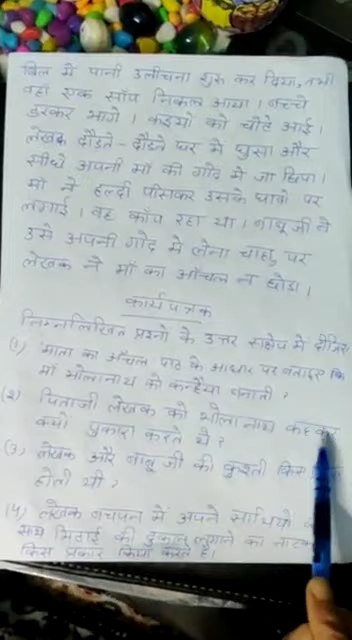 बिल में पानी उलीचना शुरू कर दिया, तभी
वहाँ एक साँप निकल आया। बच्चे
डरकर भागे। कइयों को चोटें आई।
लेखक दौड़ते-दौड़ते घर में घुसा और
सीधे अपनी माँ की गोद में जा छिपा।
माँ ने हल्दी पीसकर उसके घावों पर
लगाई। वह काँप रहा था। बाबूजी ने
उसे अपनी गोद में लेना चाहा, पर
लेखक ने माँ का आँचल न छोड़ा।
कार्यपत्रक
निम्नलिखित प्रश्नों के उत्तर संक्षेप में दीजिए
(1) माता का आँचल पाठ के आधार पर बताइए कि
माँ भोलानाथ को कन्हैया बनाती?
(2) पिताजी लेखक को भोलानाथ कहकर
क्यों पुकारा करते थे?
(3) लेखक और बाबूजी की कुश्ती किस
होती थी?
(4) लेखक बचपन में अपने साथियों
साथ मिठाई की दुकान लगाने का
किस प्रकार किया करते है।